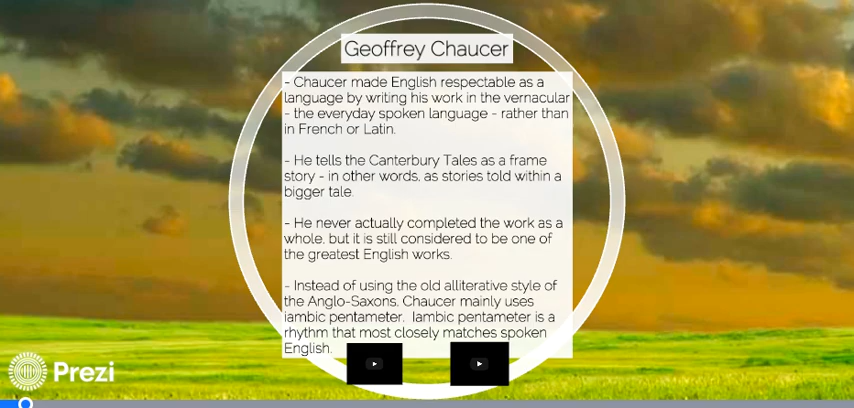 Geoffrey Chaucer
- Chaucer made English respectable as a
language by writing his work in the vernacular
- the everyday spoken language - rather than
in French or Latin.
- He tells the Canterbury Tales as a frame
story - in other words, as stories told within a
bigger tale.
- He never actually completed the work as a
whole, but it is still considered to be one of
the greatest English works.
- Instead of using the old alliterative style of
the Anglo-Saxons, Chaucer mainly uses
iambic pentameter.  Iambic pentameter is a
rhythm that most closely matches spoken
English.
Prezi